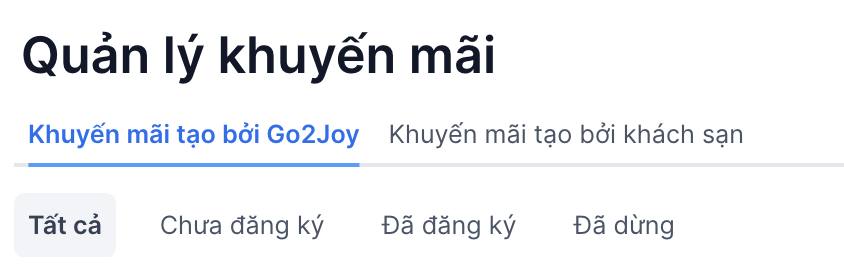 Quản lý khuyến mãi
Khuyến mãi tạo bởi Go2Joy Khuyến mãi tạo bởi khách sạn
Tất cả Chưa đăng ký Đã đăng ký Đã dừng